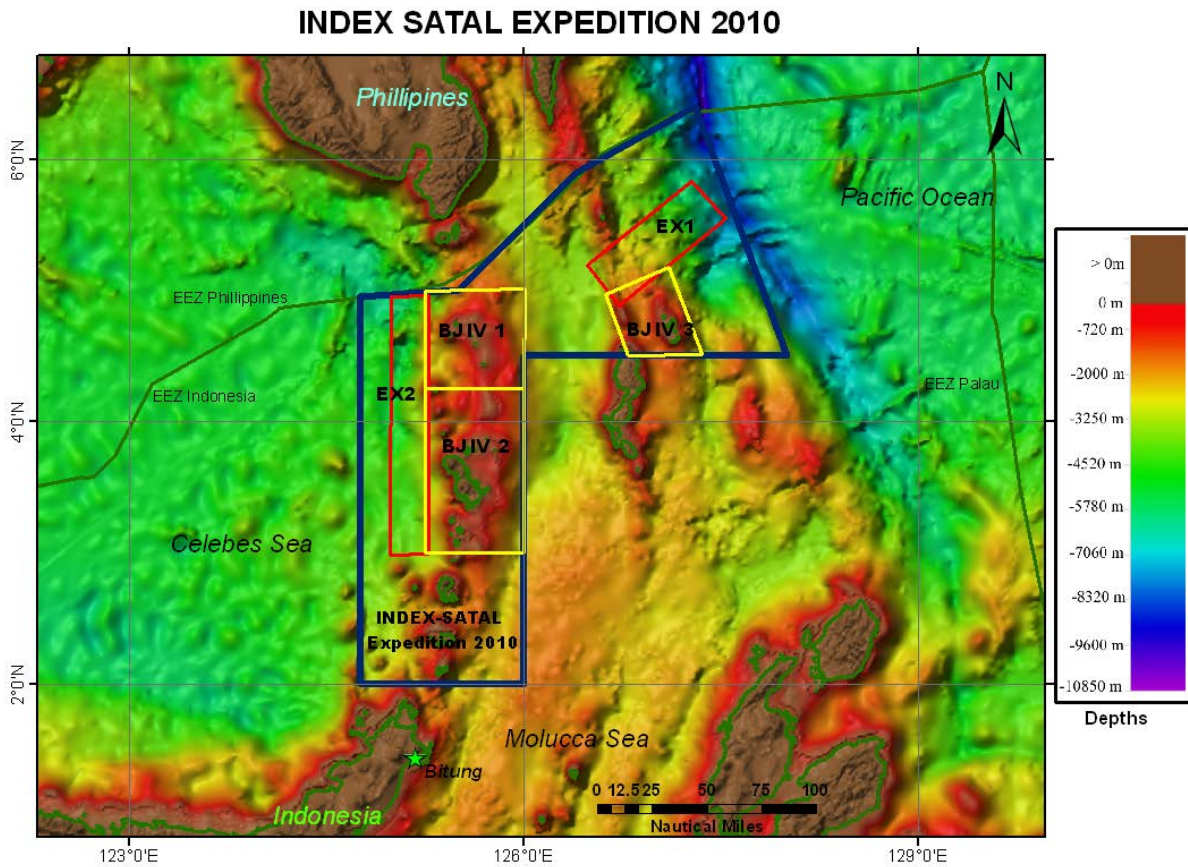 INDEX SATAL EXPEDITION 2010
Phillipines
N
6°0'N
Pacific Ocean
EX1
EEZ Phillippines
BJIV 1
BJIV 3
EX2
EEZ Indonesia
EEZ Palau
4°0'N
BJIV 2
Celebes Sea
INDEX-SATAL
Expedition 2010
2°0'N
Molucca Sea
Bitung
0 12.5 25 50 75 100
Nautical Miles
Indonesia
123°0'E 126°0'E 129°0'E
> 0m
0 m
-720 m
-2000 m
-3250 m
-4520 m
-5780 m
-7060 m
-8320 m
-9600 m
-10850 m
Depths